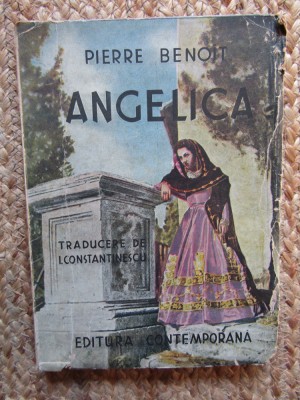 PIERRE BENOIT
ANGELICA
TRADUCERE DE
I.CONSTANTINESCU
EDITURA CONTEMPORANA